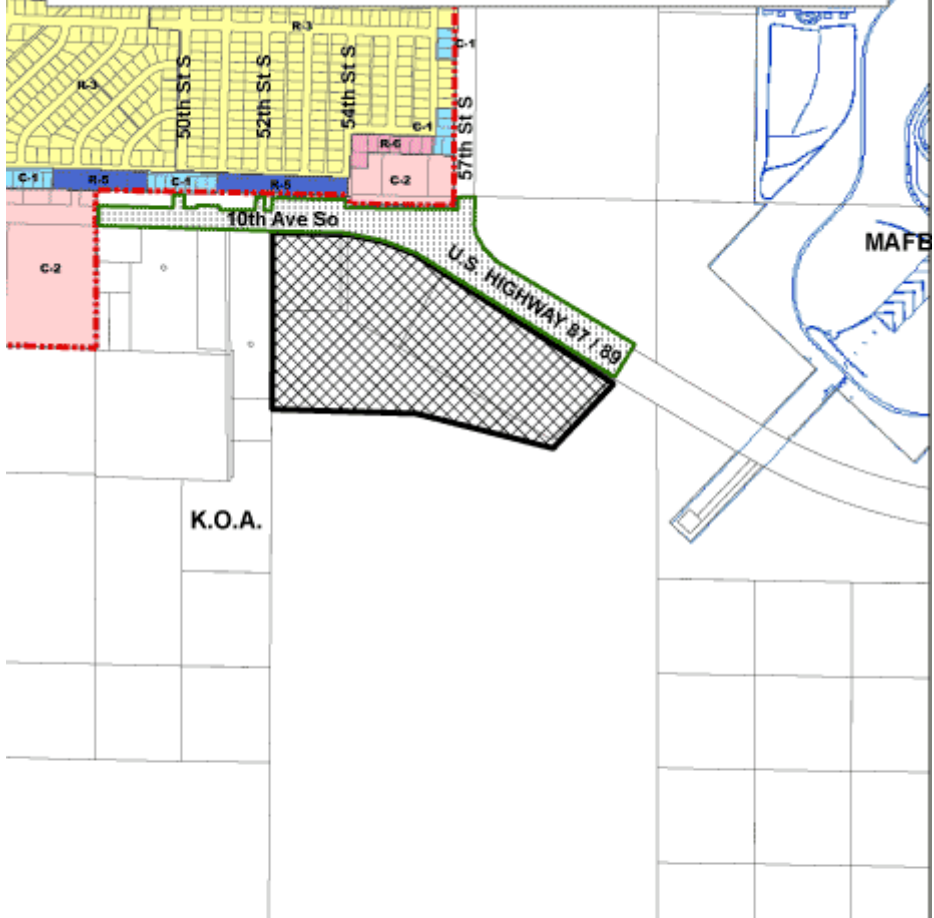 R-3
C-1
R-3
50th St S
52th St S
54th St S
57th St S
C-1
R-6
C-1
R-5
C-1
R-5
C-2
10th Ave So
MAFB
C-2
U.S. HIGHWAY 87 / 89
K.O.A.